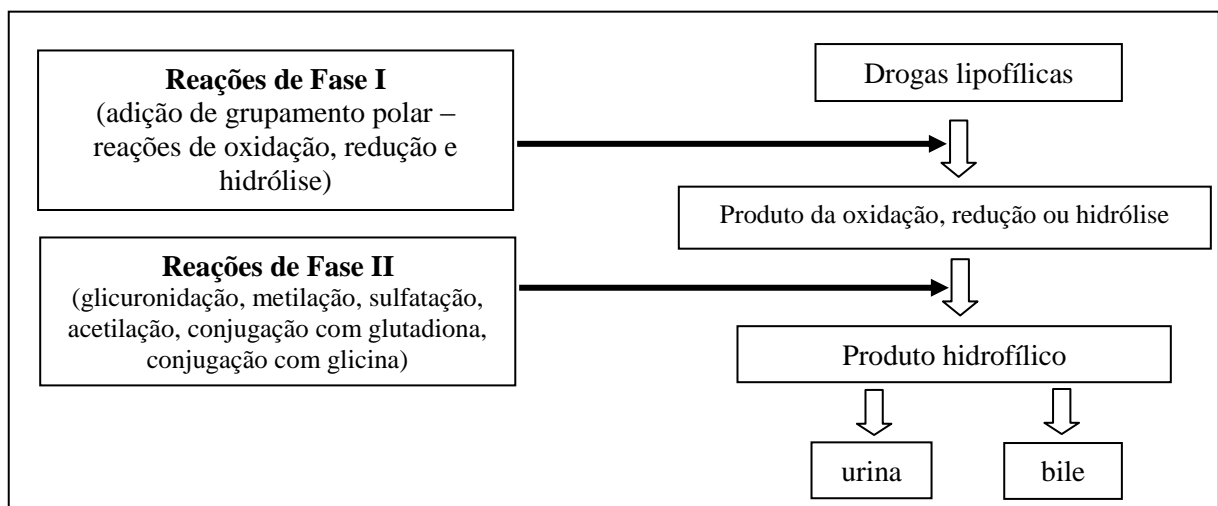 Reações de Fase I
(adição de grupamento polar –
reações de oxidação, redução e
hidrólise)
Drogas lipofílicas
Produto da oxidação, redução ou hidrólise
Reações de Fase II
(glicuronidação, metilação, sulfatação,
acetilação, conjugação com glutadiona,
conjugação com glicina)
Produto hidrofílico
urina
bile